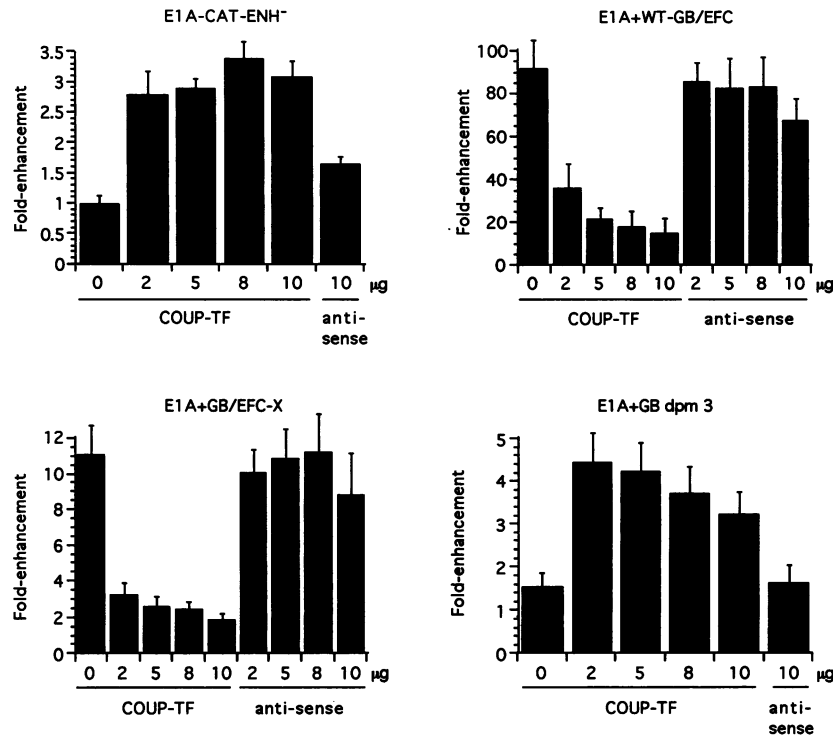 E1A-CAT-ENH⁻
Fold-enhancement
3.5
3
2.5
2
1.5
1
0.5
0
0 2 5 8 10 10 µg
COUP-TF anti-
sense
E1A+WT-GB/EFC
Fold-enhancement
100
80
60
40
20
0
0 2 5 8 10 2 5 8 10 µg
COUP-TF anti-sense
E1A+GB/EFC-X
Fold-enhancement
12
10
8
6
4
2
0
0 2 5 8 10 2 5 8 10 µg
COUP-TF anti-sense
E1A+GB dpm 3
Fold-enhancement
5
4
3
2
1
0
0 2 5 8 10 10 µg
COUP-TF anti-
sense